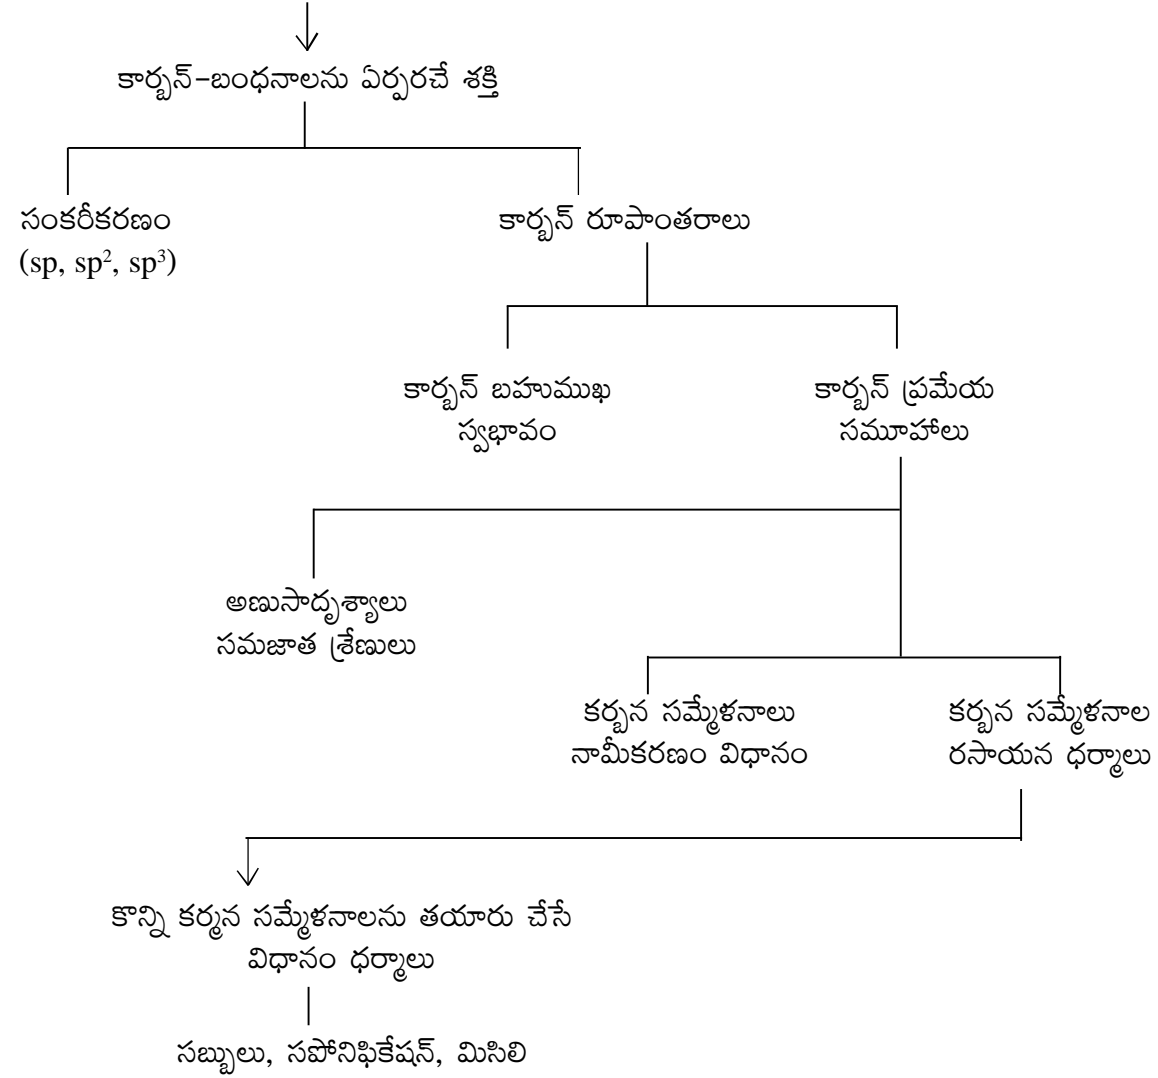 కార్బన్-బంధనాలను ఏర్పరచే శక్తి
సంకరీకరణం
(sp, sp², sp³)
కార్బన్ రూపాంతరాలు
కార్బన్ బహుముఖ
స్వభావం
కార్బన్ ప్రమేయ
సమూహాలు
అణుసాదృశ్యాలు
సమజాత శ్రేణులు
కర్బన సమ్మేళనాలు
నామీకరణం విధానం
కర్బన సమ్మేళనాల
రసాయన ధర్మాలు
కొన్ని కర్మన సమ్మేళనాలను తయారు చేసే
విధానం ధర్మాలు
సబ్బులు, సపోనిఫికేషన్, మిసిలి